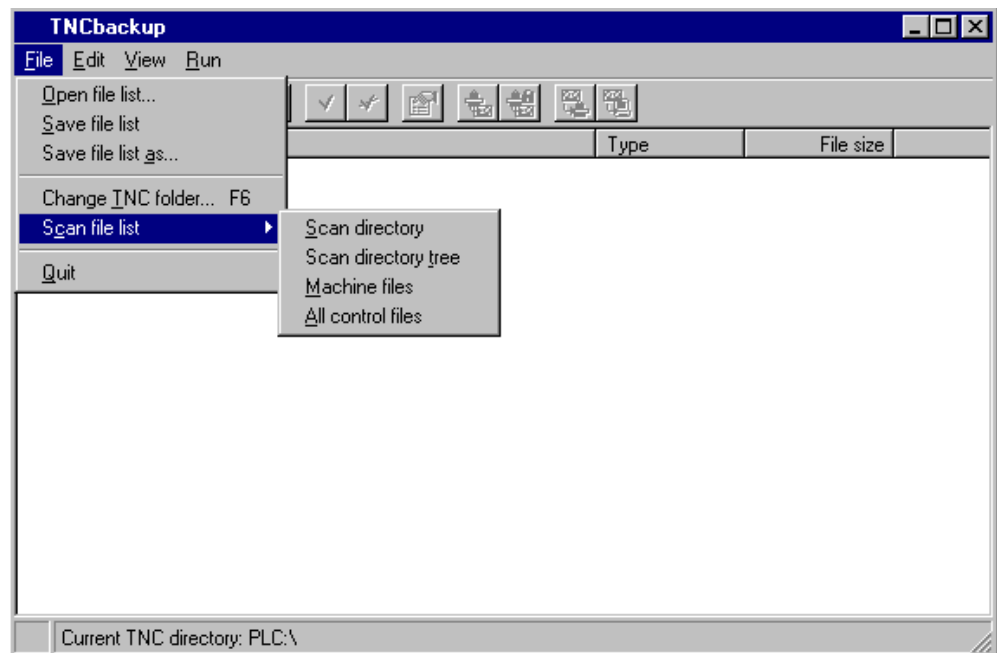 TNCbackup
File Edit View Run
Open file list...
Save file list
Save file list as...
Type File size
Change TNC folder... F6
Scan file list
Scan directory
Scan directory tree
Machine files
All control files
Quit
Current TNC directory: PLC:\